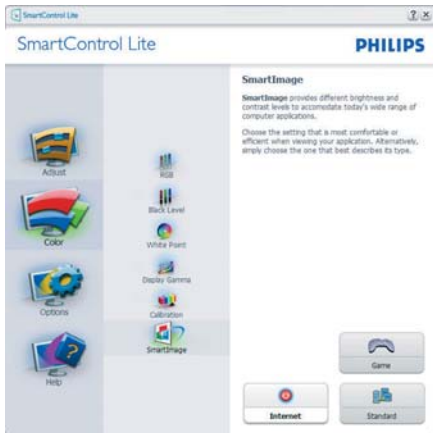 SmartControl Lite
SmartControl Lite
PHILIPS
Adjust
Color
Options
Help
RGB
Black Level
White Point
Display Gamma
Calibration
SmartImage
SmartImage
SmartImage provides different brightness and
contrast levels to accomodate today's wide range of
computer applications.
Choose the setting that is most comfortable or
efficient when viewing your application. Alternatively,
simply choose the one that best describes its type.
Game
Internet
Standard